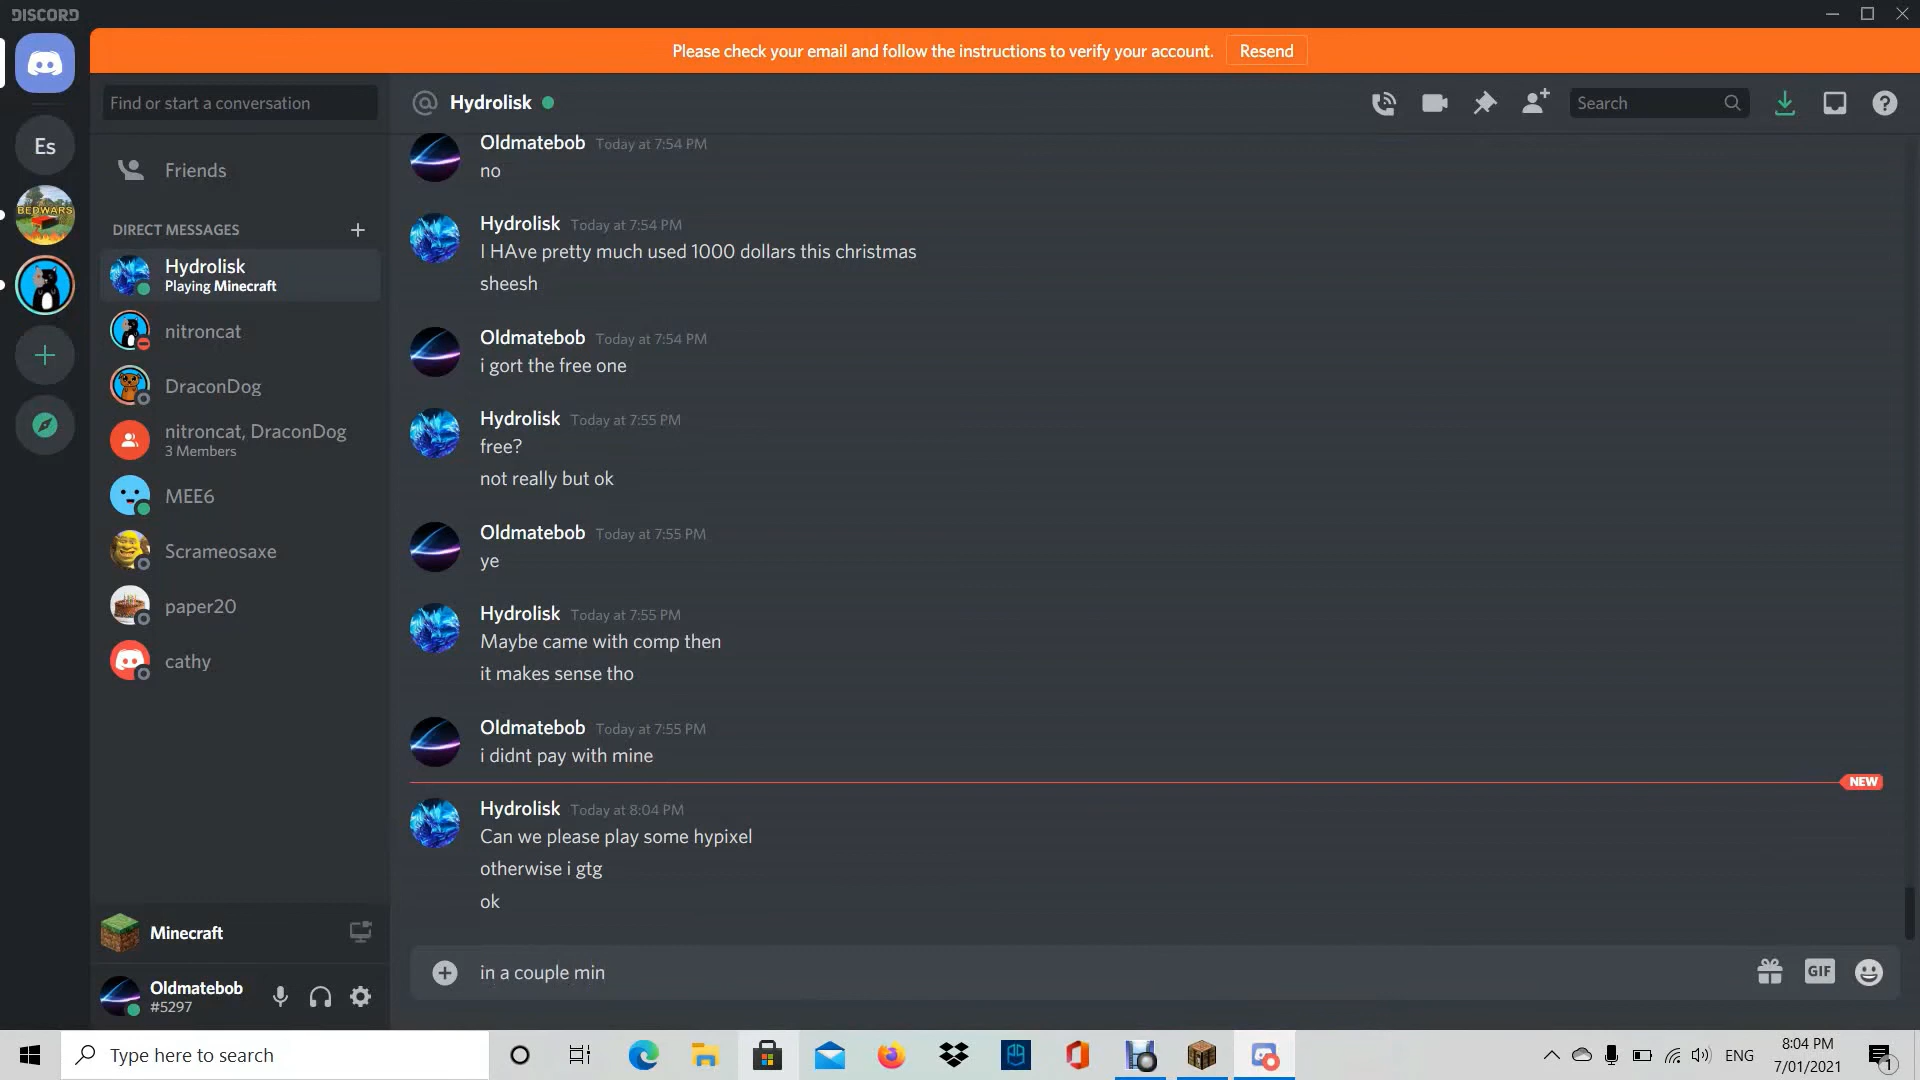 DISCORD
Please check your email and follow the instructions to verify your account. Resend
Find or start a conversation
Hydrolisk
Search
Es
BEDWARS
Friends
DIRECT MESSAGES
Hydrolisk
Playing Minecraft
nitroncat
DraconDog
nitroncat, DraconDog
3 Members
MEE6
Scrameosaxe
paper20
cathy
Minecraft
Oldmatebob
#5297
Oldmatebob Today at 7:54 PM
no
Hydrolisk Today at 7:54 PM
I HAve pretty much used 1000 dollars this christmas
sheesh
Oldmatebob Today at 7:54 PM
i gort the free one
Hydrolisk Today at 7:55 PM
free?
not really but ok
Oldmatebob Today at 7:55 PM
ye
Hydrolisk Today at 7:55 PM
Maybe came with comp then
it makes sense tho
Oldmatebob Today at 7:55 PM
i didnt pay with mine
NEW
Hydrolisk Today at 8:04 PM
Can we please play some hypixel
otherwise i gtg
ok
in a couple min
GIF
Type here to search
ENG
8:04 PM
7/01/2021
1